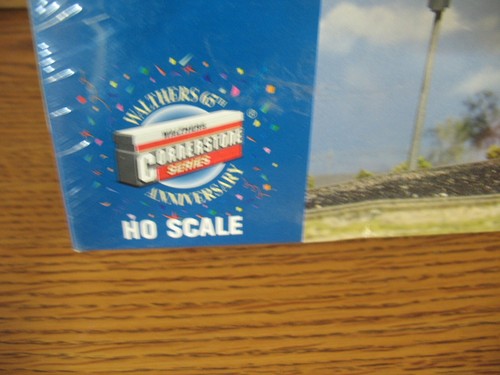 WALTHERS 65TH
WALTHERS
CORNERSTONE
SERIES
®
ANNIVERSARY
HO SCALE